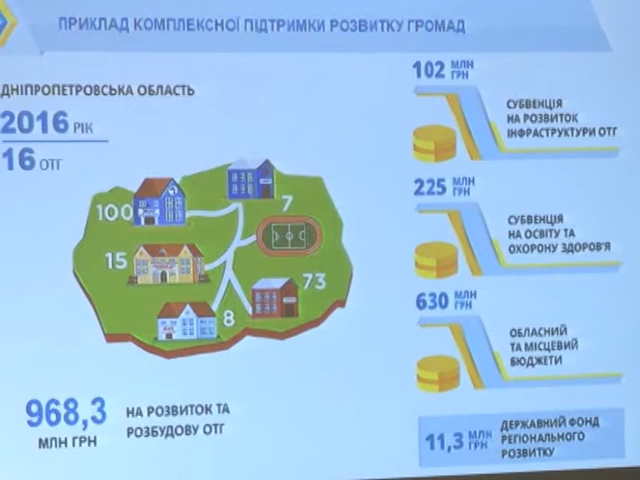 ПРИКЛАД КОМПЛЕКСНОЇ ПІДТРИМКИ РОЗВИТКУ ГРОМАД
ДНІПРОПЕТРОВСЬКА ОБЛАСТЬ
2016 РІК
16 ОТГ
100
7
15
73
8
968,3
МЛН ГРН
НА РОЗВИТОК ТА
РОЗБУДОВУ ОТГ
102 МЛН
ГРН
СУБВЕНЦІЯ
НА РОЗВИТОК
ІНФРАСТРУКТУРИ ОТГ
225 МЛН
ГРН
СУБВЕНЦІЯ
НА ОСВІТУ ТА
ОХОРОНУ ЗДОРОВ'Я
630 МЛН
ГРН
ОБЛАСНИЙ
ТА МІСЦЕВИЙ
БЮДЖЕТИ
11,3 МЛН
ГРН
ДЕРЖАВНИЙ ФОНД
РЕГІОНАЛЬНОГО
РОЗВИТКУ